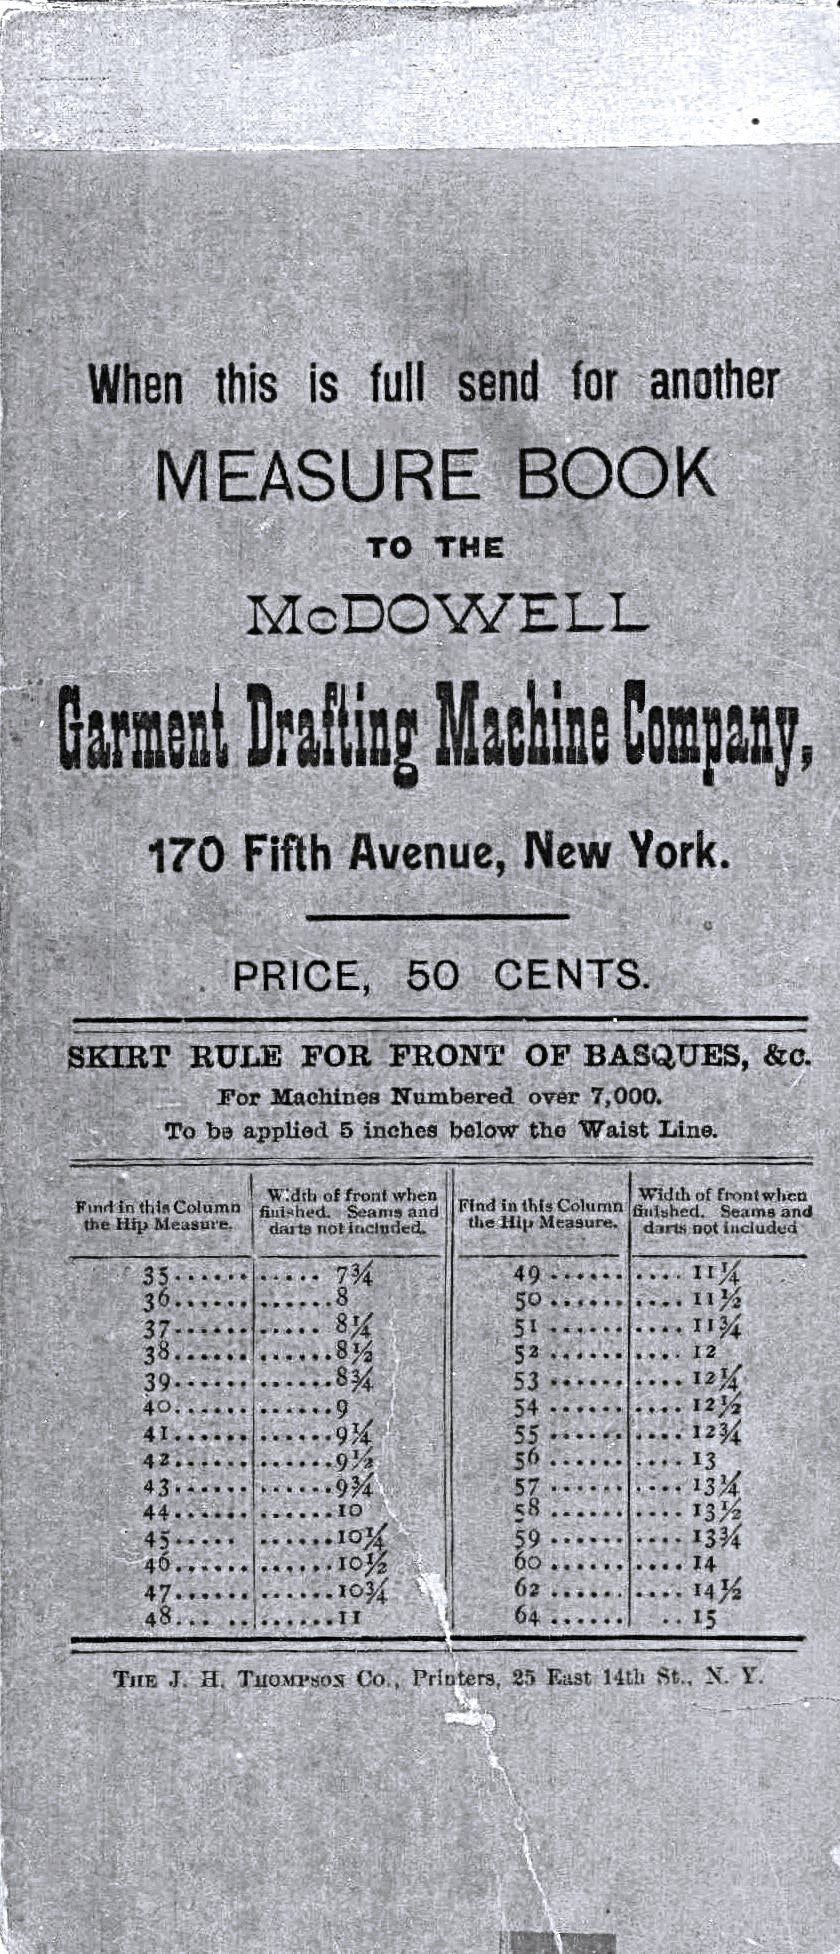 When this is full send for another
MEASURE BOOK
TO THE
McDOWELL
Garment Drafting Machine Company,
170 Fifth Avenue, New York.
PRICE, 50 CENTS.
SKIRT RULE FOR FRONT OF BASQUES, &c.
For Machines Numbered over 7,000.
To be applied 5 inches below the Waist Line.
Find in this Column the Hip Measure. | Width of front when finished. Seams and darts not included. | Find in this Column the Hip Measure. | Width of front when finished. Seams and darts not included
35 ...... 7¾ | 49 ...... 11¼
36 ...... 8 | 50 ...... 11½
37 ...... 8¼ | 51 ...... 11¾
38 ...... 8½ | 52 ...... 12
39 ...... 8¾ | 53 ...... 12¼
40 ...... 9 | 54 ...... 12½
41 ...... 9¼ | 55 ...... 12¾
42 ...... 9½ | 56 ...... 13
43 ...... 9¾ | 57 ...... 13¼
44 ...... 10 | 58 ...... 13½
45 ...... 10¼ | 59 ...... 13¾
46 ...... 10½ | 60 ...... 14
47 ...... 10¾ | 62 ...... 14½
48 ...... 11 | 64 ...... 15
THE J. H. THOMPSON CO., Printers, 25 East 14th St., N. Y.